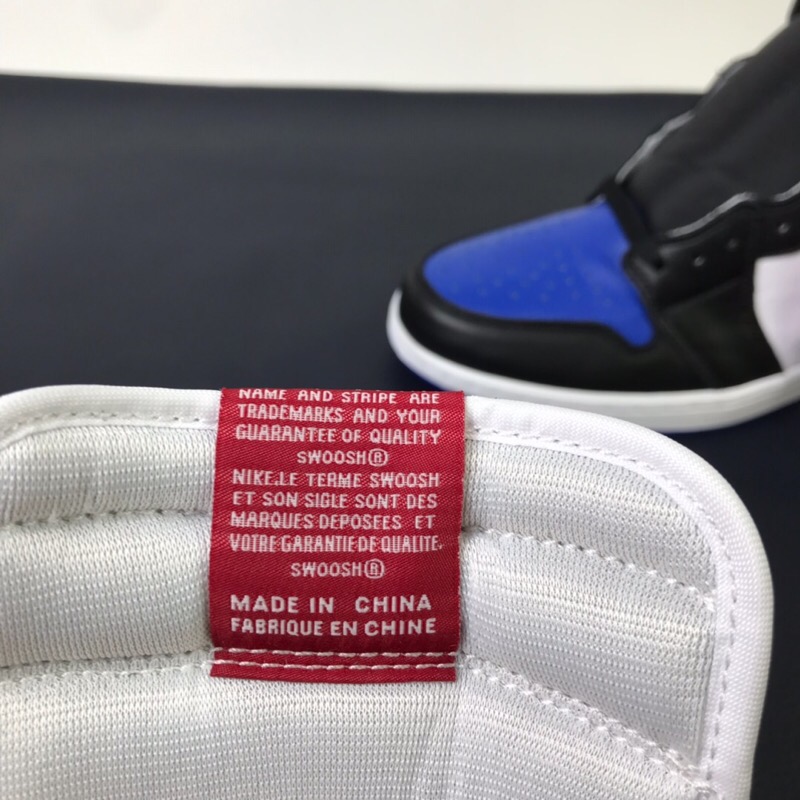 NAME AND STRIPE ARE
TRADEMARKS AND YOUR
GUARANTEE OF QUALITY
SWOOSH®
NIKE.LE TERME SWOOSH
ET SON SIGLE SONT DES
MARQUES DEPOSEES ET
VOTRE GARANTIE DE QUALITE.
SWOOSH®
MADE IN CHINA
FABRIQUE EN CHINE